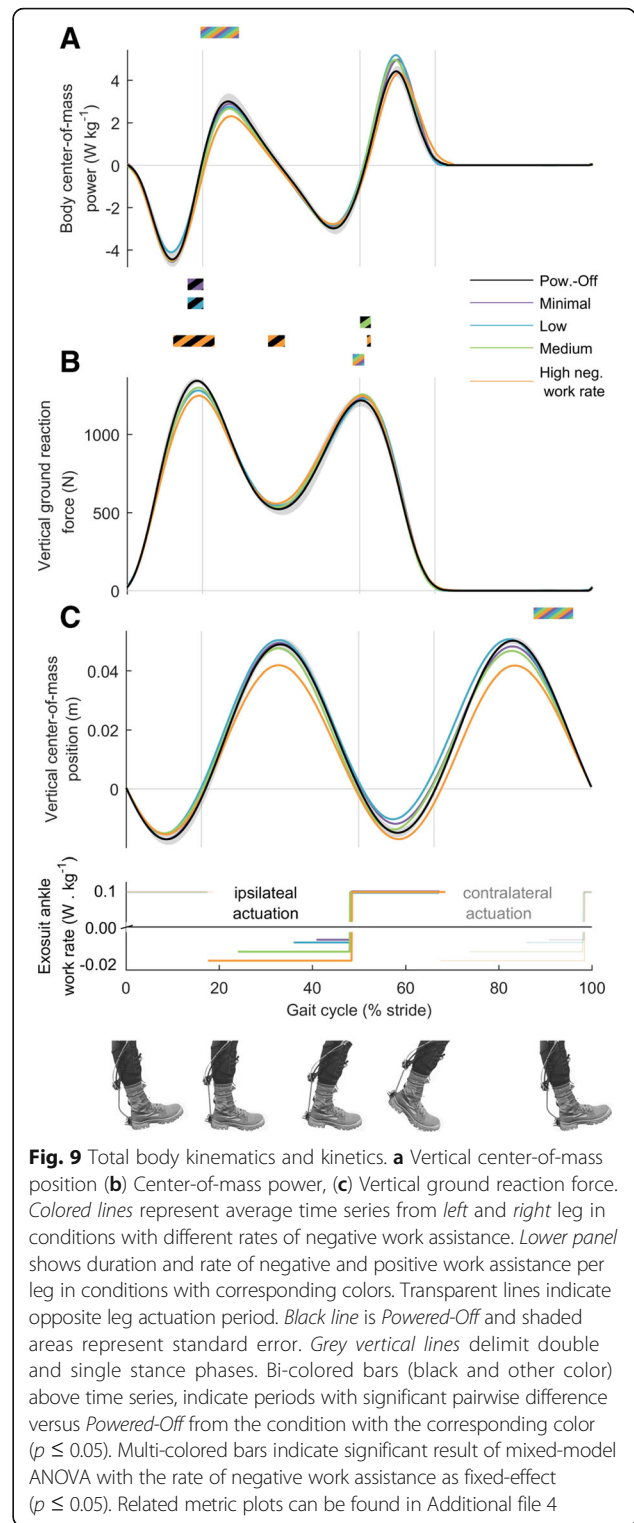 A
Body center-of-mass
power (W kg⁻¹)
4
2
0
-2
-4
Pow.-Off
Minimal
Low
Medium
High neg.
work rate
B
Vertical ground reaction
force (N)
1000
500
0
C
Vertical center-of-mass
position (m)
0.04
0.02
0
Exosuit ankle
work rate (W . kg⁻¹)
0.1
0.00
-0.02
ipsilateral
actuation
contralateral
actuation
0 20 40 60 80 100
Gait cycle (% stride)
Fig. 9 Total body kinematics and kinetics. a Vertical center-of-mass
position (b) Center-of-mass power, (c) Vertical ground reaction force.
Colored lines represent average time series from left and right leg in
conditions with different rates of negative work assistance. Lower panel
shows duration and rate of negative and positive work assistance per
leg in conditions with corresponding colors. Transparent lines indicate
opposite leg actuation period. Black line is Powered-Off and shaded
areas represent standard error. Grey vertical lines delimit double
and single stance phases. Bi-colored bars (black and other color)
above time series, indicate periods with significant pairwise difference
versus Powered-Off from the condition with the corresponding color
(p ≤ 0.05). Multi-colored bars indicate significant result of mixed-model
ANOVA with the rate of negative work assistance as fixed-effect
(p ≤ 0.05). Related metric plots can be found in Additional file 4